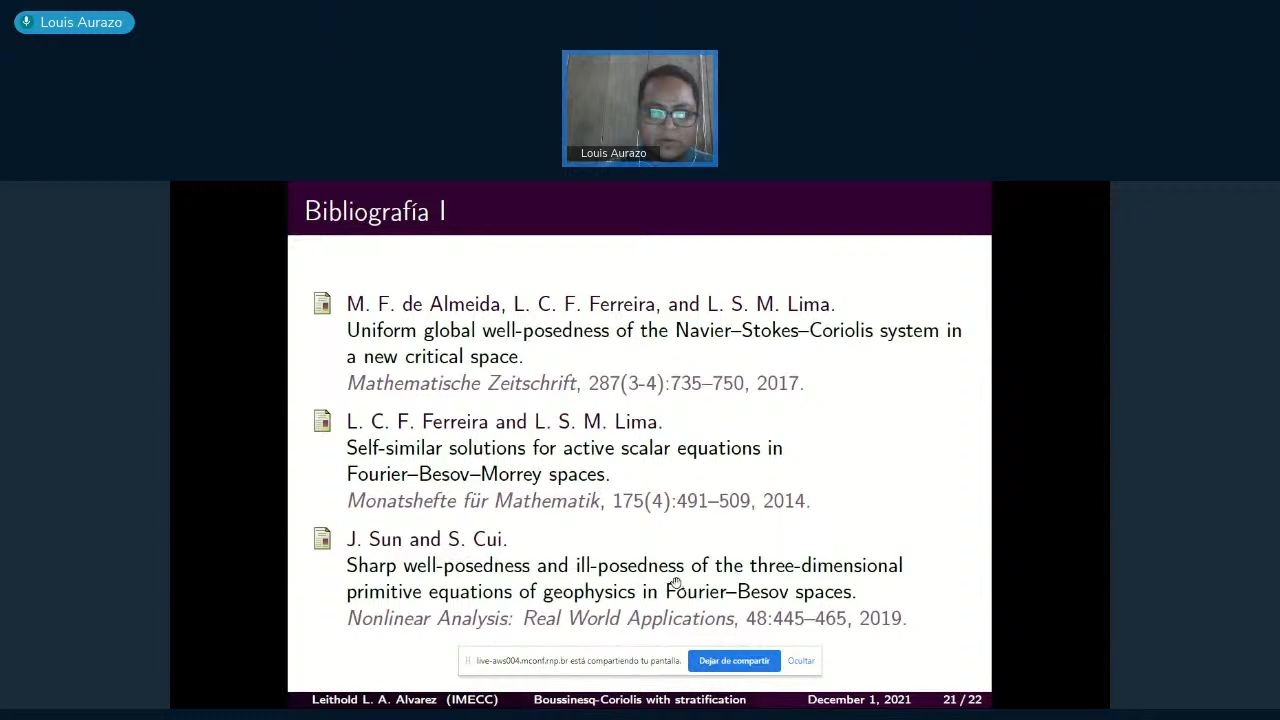 Louis Aurazo
Louis Aurazo
Bibliografía I
M. F. de Almeida, L. C. F. Ferreira, and L. S. M. Lima.
Uniform global well-posedness of the Navier–Stokes–Coriolis system in
a new critical space.
Mathematische Zeitschrift, 287(3-4):735–750, 2017.
L. C. F. Ferreira and L. S. M. Lima.
Self-similar solutions for active scalar equations in
Fourier–Besov–Morrey spaces.
Monatshefte für Mathematik, 175(4):491–509, 2014.
J. Sun and S. Cui.
Sharp well-posedness and ill-posedness of the three-dimensional
primitive equations of geophysics in Fourier–Besov spaces.
Nonlinear Analysis: Real World Applications, 48:445–465, 2019.
live-aws004.mconf.rnp.br está compartiendo tu pantalla. Dejar de compartir Ocultar
Leithold L. A. Alvarez (IMECC) Boussinesq-Coriolis with stratification December 1, 2021 21 / 22